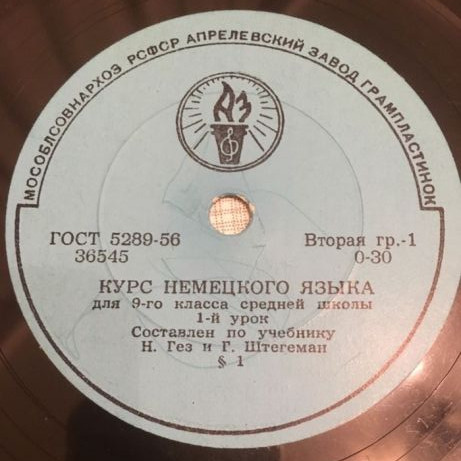 МОСОБЛСОВНАРХОЗ РСФСР АПРЕЛЕВСКИЙ ЗАВОД ГРАМПЛАСТИНОК
АЗ
ГОСТ 5289-56 Вторая гр.-1
36545 0-30
КУРС НЕМЕЦКОГО ЯЗЫКА
для 9-го класса средней школы
1-й урок
Составлен по учебнику
Н. Гез и Г. Штегеман
§ 1